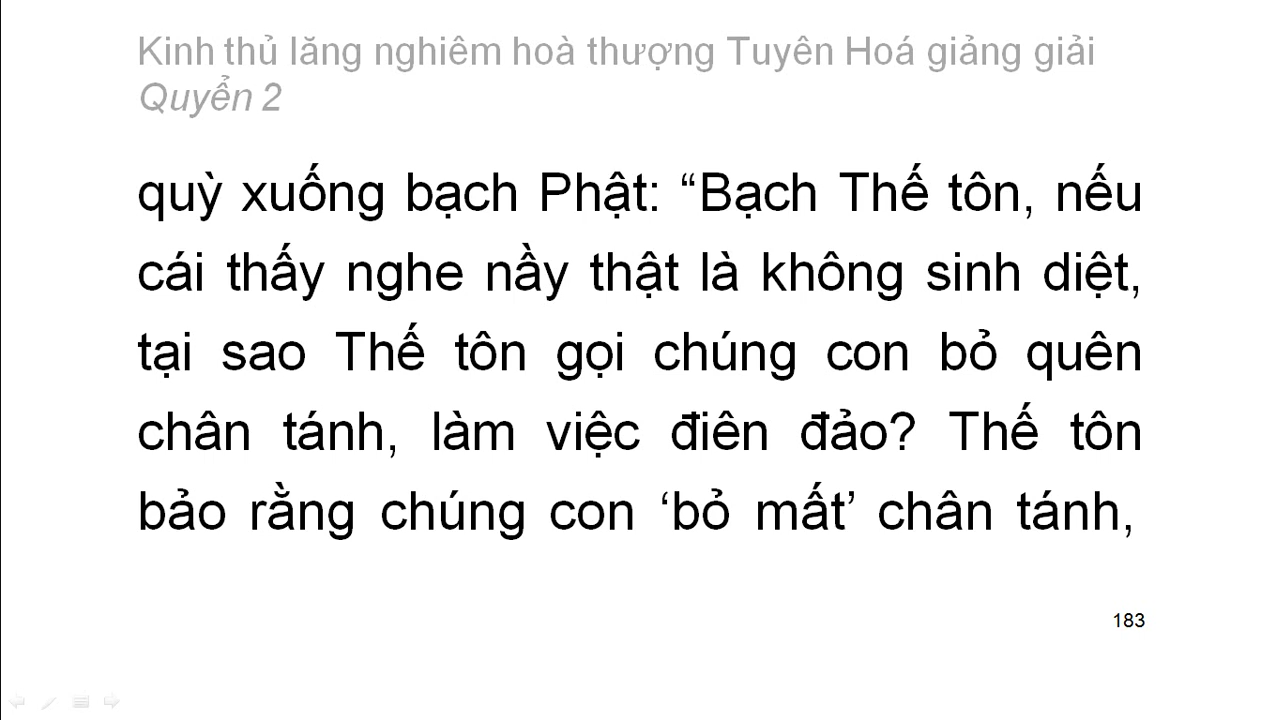 Kinh thủ lăng nghiêm hoà thượng Tuyên Hoá giảng giải
Quyển 2
quỳ xuống bạch Phật: “Bạch Thế tôn, nếu
cái thấy nghe nầy thật là không sinh diệt,
tại sao Thế tôn gọi chúng con bỏ quên
chân tánh, làm việc điên đảo? Thế tôn
bảo rằng chúng con ‘bỏ mất’ chân tánh,
183